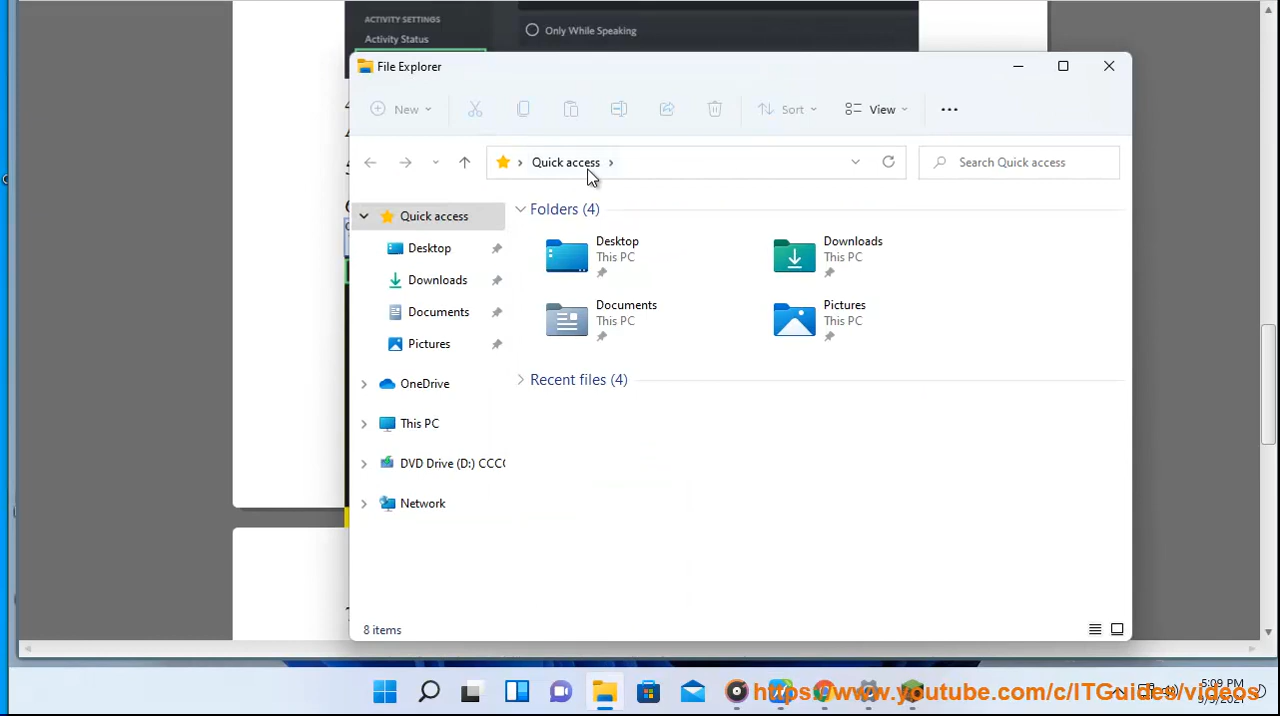 ACTIVITY SETTINGS
Activity Status
Only While Speaking
File Explorer
New
Sort
View
Quick access
Search Quick access
Quick access
Desktop
Downloads
Documents
Pictures
OneDrive
This PC
DVD Drive (D:) CCC
Network
Folders (4)
Desktop
This PC
Downloads
This PC
Documents
This PC
Pictures
This PC
Recent files (4)
8 items
https://www.youtube.com/c/ITGuides/videos
5:09 PM